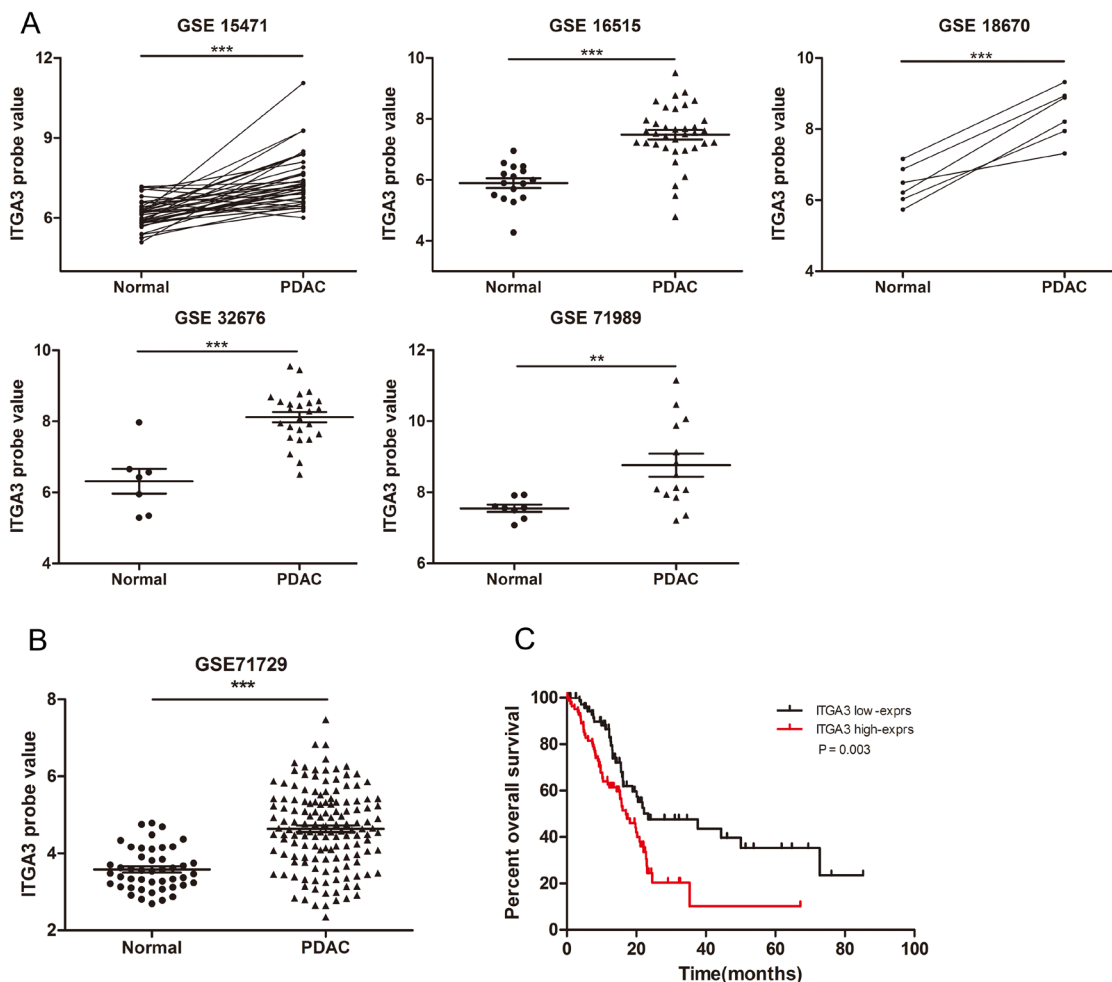 A
GSE 15471
***
ITGA3 probe value
12
9
6
Normal
PDAC
GSE 16515
***
ITGA3 probe value
10
8
6
4
Normal
PDAC
GSE 18670
***
ITGA3 probe value
10
8
6
4
Normal
PDAC
GSE 32676
***
ITGA3 probe value
10
8
6
4
Normal
PDAC
GSE 71989
**
ITGA3 probe value
12
10
8
6
Normal
PDAC
B
GSE71729
***
ITGA3 probe value
8
6
4
2
Normal
PDAC
C
Percent overall survival
100
80
60
40
20
0
0 20 40 60 80 100
Time(months)
ITGA3 low -exprs
ITGA3 high-exprs
P = 0.003